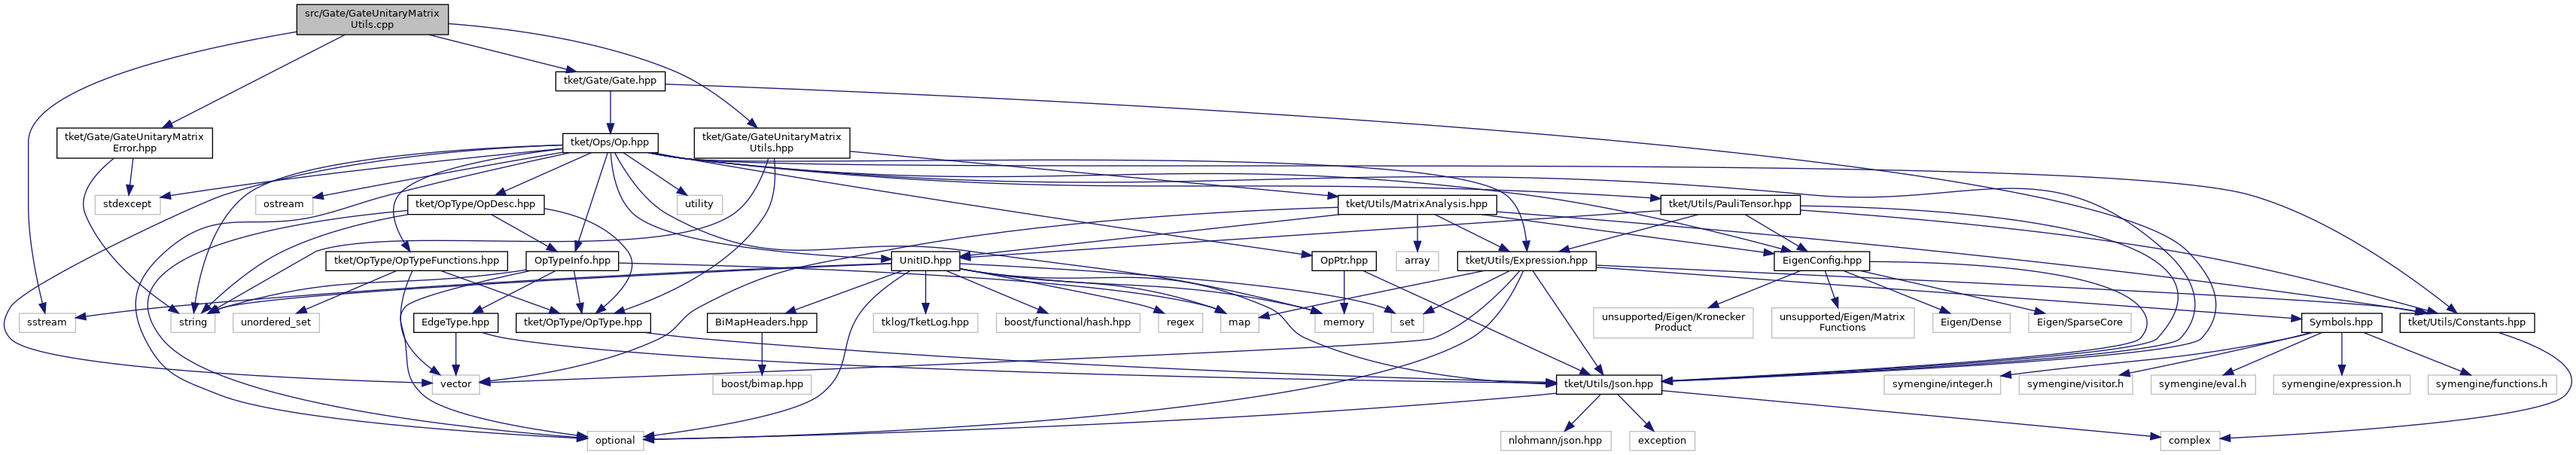 src/Gate/GateUnitaryMatrix
Utils.cpp
tket/Gate/Gate.hpp
tket/Gate/GateUnitaryMatrix
Error.hpp
tket/Ops/Op.hpp
tket/Gate/GateUnitaryMatrix
Utils.hpp
stdexcept
ostream
tket/OpType/OpDesc.hpp
utility
tket/Utils/MatrixAnalysis.hpp
tket/Utils/PauliTensor.hpp
tket/OpType/OpTypeFunctions.hpp
OpTypeInfo.hpp
UnitID.hpp
OpPtr.hpp
array
tket/Utils/Expression.hpp
EigenConfig.hpp
sstream
string
unordered_set
EdgeType.hpp
tket/OpType/OpType.hpp
BiMapHeaders.hpp
tklog/TketLog.hpp
boost/functional/hash.hpp
regex
map
memory
set
unsupported/Eigen/Kronecker
Product
unsupported/Eigen/Matrix
Functions
Eigen/Dense
Eigen/SparseCore
Symbols.hpp
tket/Utils/Constants.hpp
vector
boost/bimap.hpp
tket/Utils/Json.hpp
symengine/integer.h
symengine/visitor.h
symengine/eval.h
symengine/expression.h
symengine/functions.h
optional
nlohmann/json.hpp
exception
complex